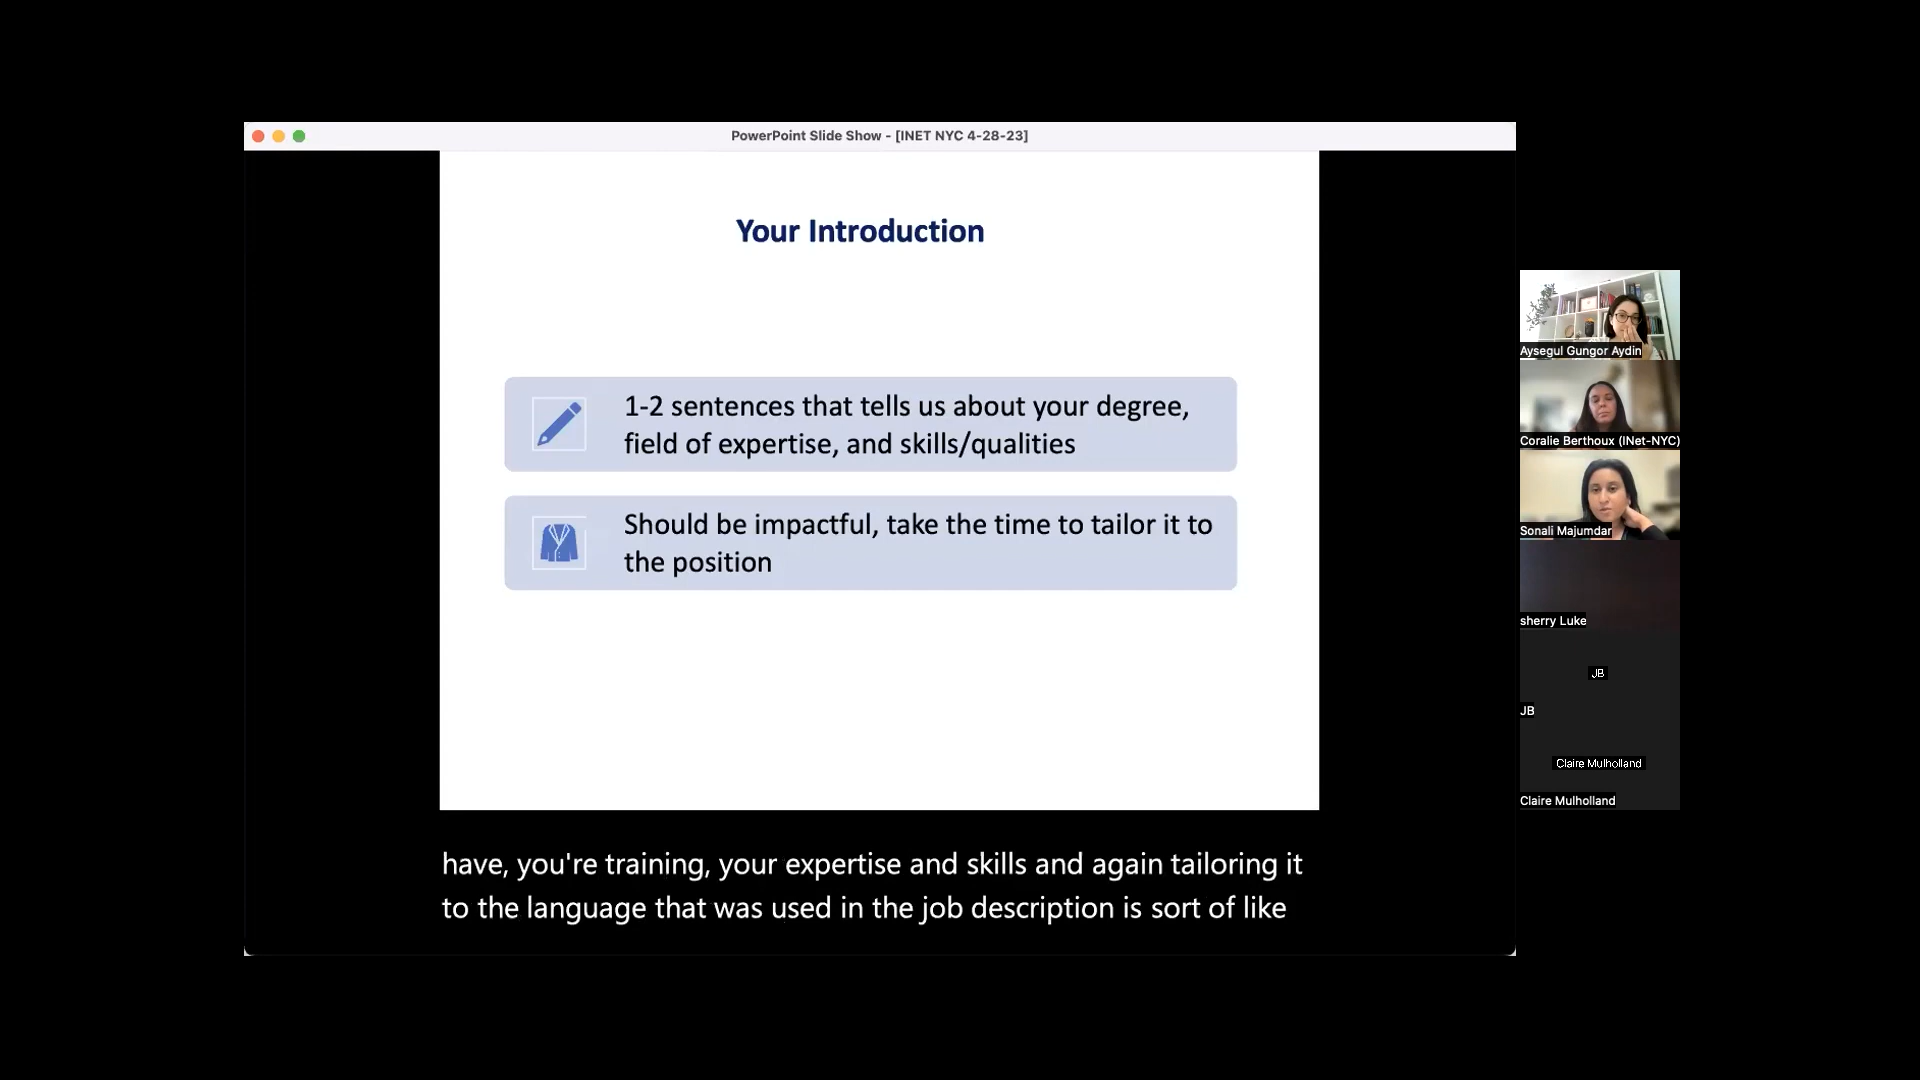 PowerPoint Slide Show - [INET NYC 4-28-23]
Your Introduction
1-2 sentences that tells us about your degree,
field of expertise, and skills/qualities
Should be impactful, take the time to tailor it to
the position
have, you're training, your expertise and skills and again tailoring it
to the language that was used in the job description is sort of like
Aysegul Gungor Aydin
Coralie Berthoux (INet-NYC)
Sonali Majumdar
sherry Luke
JB
JB
Claire Mulholland
Claire Mulholland